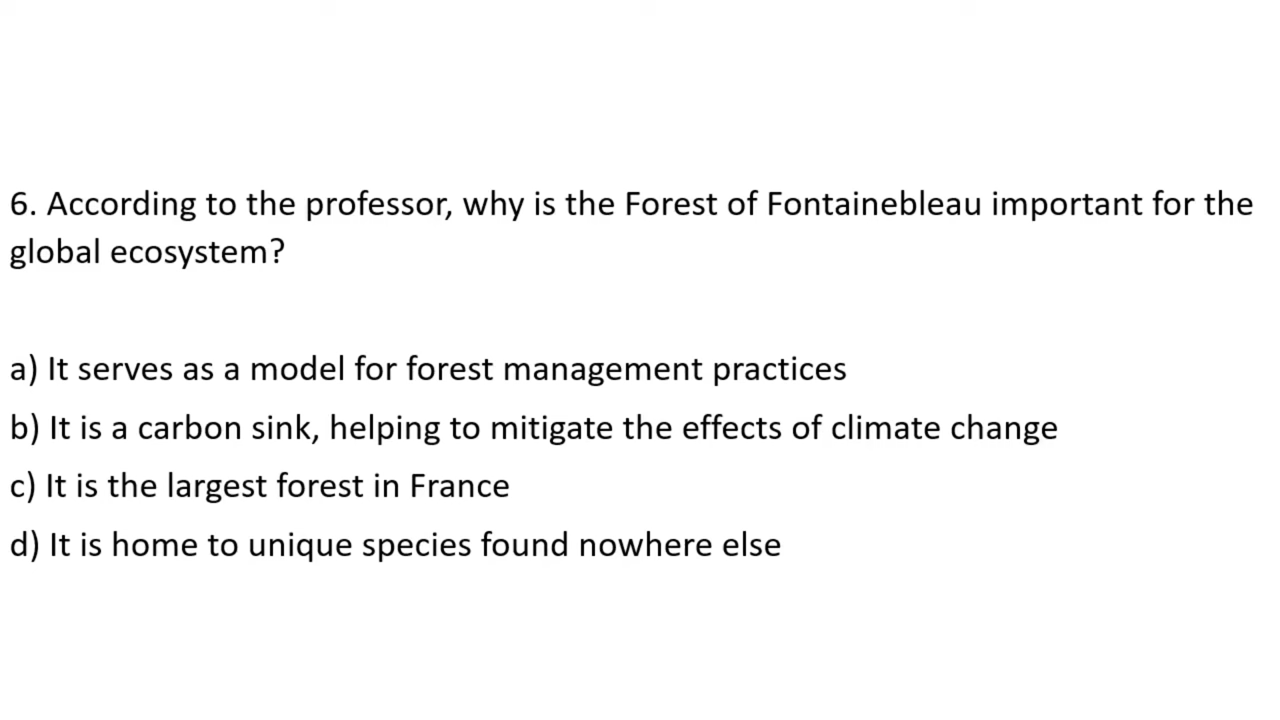 6. According to the professor, why is the Forest of Fontainebleau important for the
global ecosystem?
a) It serves as a model for forest management practices
b) It is a carbon sink, helping to mitigate the effects of climate change
c) It is the largest forest in France
d) It is home to unique species found nowhere else